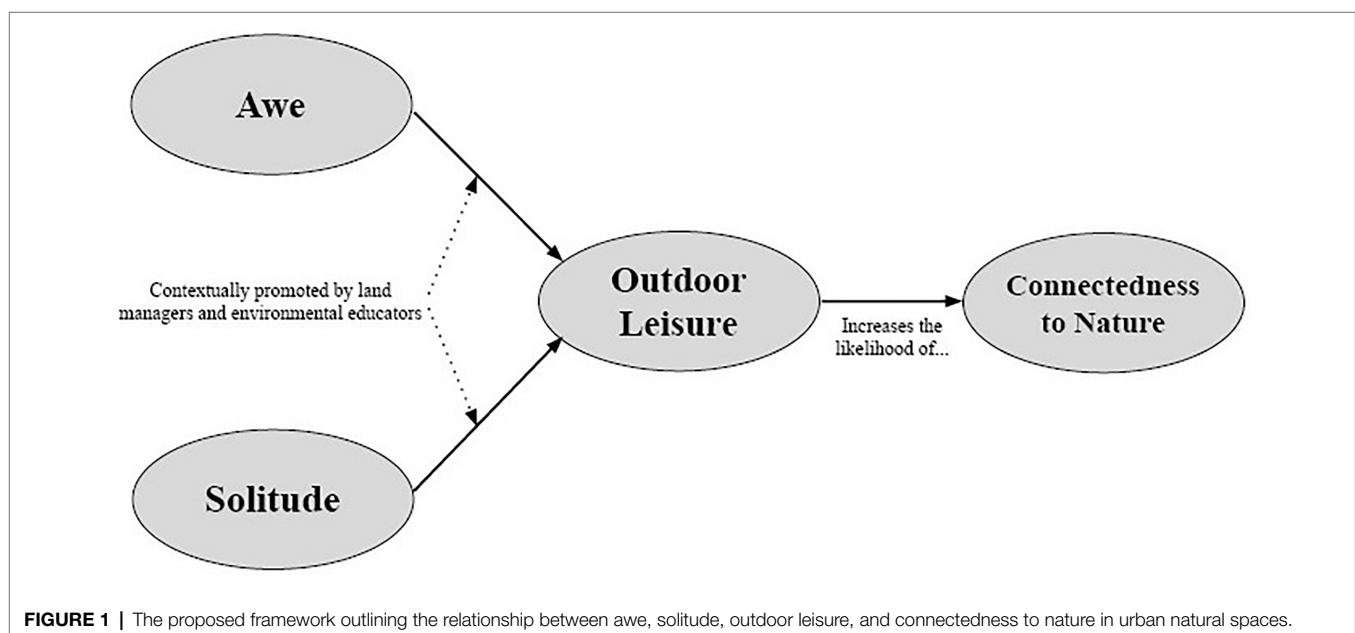 Awe
Contextually promoted by land
managers and environmental educators
Solitude
Outdoor
Leisure
Increases the
likelihood of...
Connectedness
to Nature
FIGURE 1 | The proposed framework outlining the relationship between awe, solitude, outdoor leisure, and connectedness to nature in urban natural spaces.